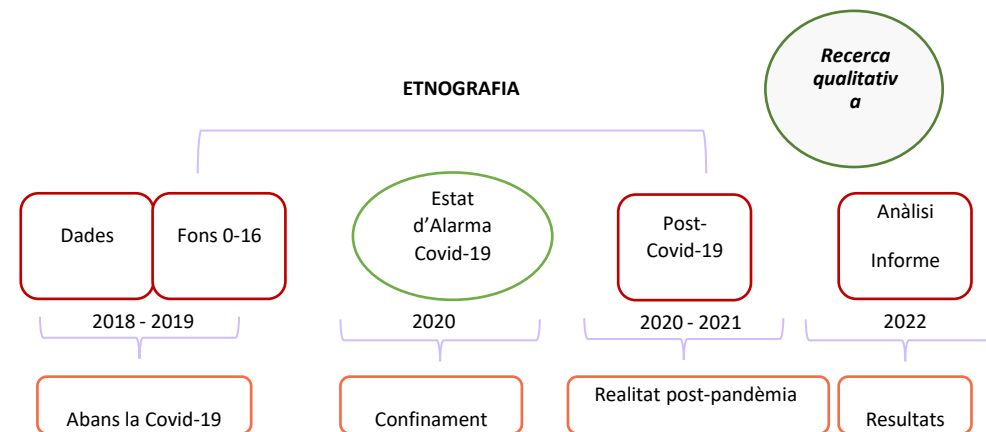 Recerca
qualitativ
a
ETNOGRAFIA
Dades
Fons 0-16
Estat
d'Alarma
Covid-19
Post-
Covid-19
Anàlisi
Informe
2018 - 2019
2020
2020 - 2021
2022
Abans la Covid-19
Confinament
Realitat post-pandèmia
Resultats